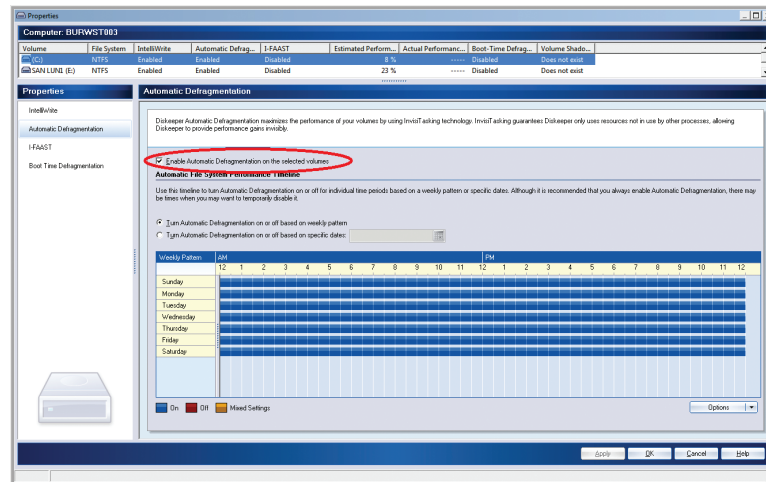 Properties
Computer: BURWST003
Volume File System IntelliWrite Automatic Defrag... I-FAAST Estimated Perform... Actual Performanc... Boot-Time Defrag... Volume Shado...
(C:) NTFS Enabled Enabled Disabled 8 % ----- Disabled Does not exist
SAN LUN1 (E:) NTFS Enabled Enabled Disabled 23 % ----- Disabled Does not exist
Properties
Automatic Defragmentation
IntelliWrite
Automatic Defragmentation
I-FAAST
Boot Time Defragmentation
Diskeeper Automatic Defragmentation maximizes the performance of your volumes by using InvisiTasking technology. InvisiTasking guarantees Diskeeper only uses resources not in use by other processes, allowing
Diskeeper to provide performance gains invisibly.
Enable Automatic Defragmentation on the selected volumes
Automatic File System Performance Timeline
Use this timeline to turn Automatic Defragmentation on or off for individual time periods based on a weekly pattern or specific dates. Although it is recommended that you always enable Automatic Defragmentation, there may
be times when you may want to temporarily disable it.
Turn Automatic Defragmentation on or off based on weekly pattern
Turn Automatic Defragmentation on or off based on specific dates:
Weekly Pattern AM PM
12 1 2 3 4 5 6 7 8 9 10 11 12 1 2 3 4 5 6 7 8 9 10 11 12
Sunday
Monday
Tuesday
Wednesday
Thursday
Friday
Saturday
On Off Mixed Settings
Options
Apply OK Cancel Help